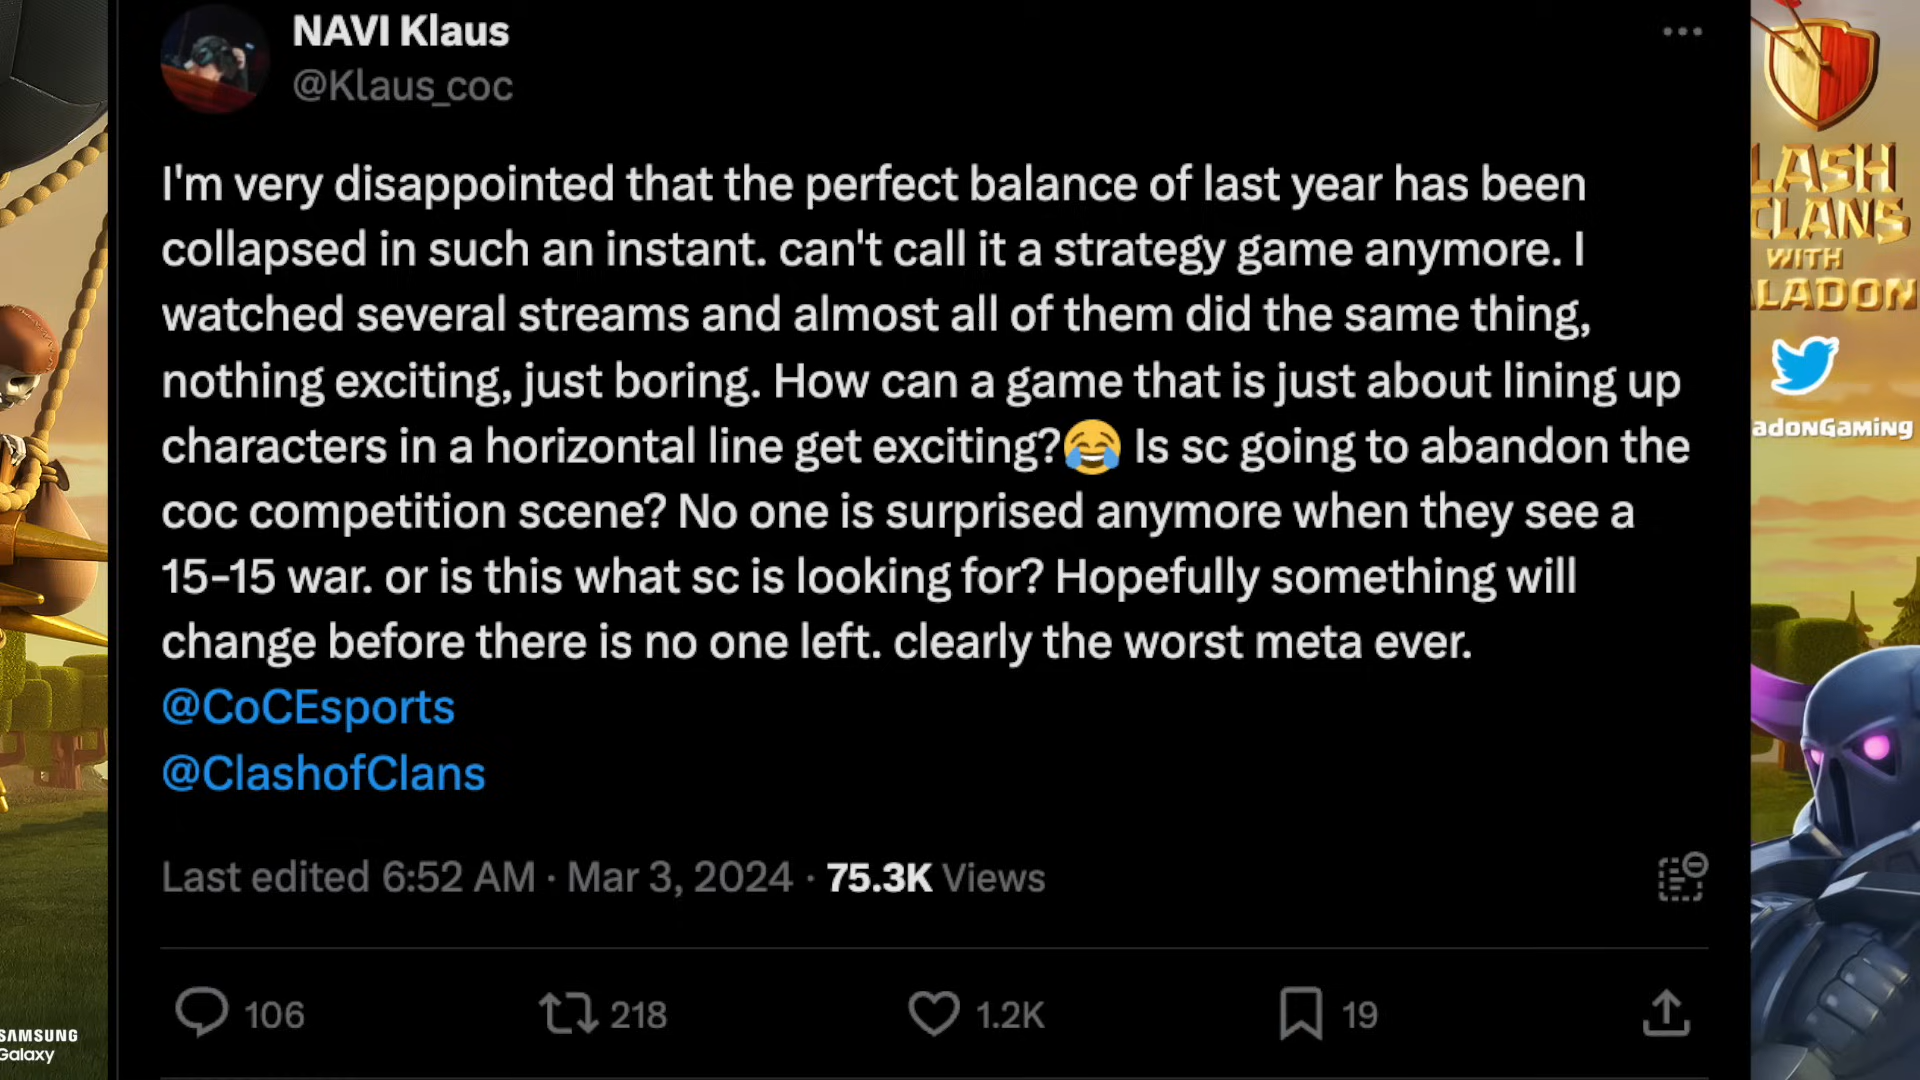 NAVI Klaus
@Klaus_coc
I'm very disappointed that the perfect balance of last year has been
collapsed in such an instant. can't call it a strategy game anymore. I
watched several streams and almost all of them did the same thing,
nothing exciting, just boring. How can a game that is just about lining up
characters in a horizontal line get exciting?😂 Is sc going to abandon the
coc competition scene? No one is surprised anymore when they see a
15-15 war. or is this what sc is looking for? Hopefully something will
change before there is no one left. clearly the worst meta ever.
@CoCEsports
@ClashofClans
Last edited 6:52 AM · Mar 3, 2024 · 75.3K Views
106 218 1.2K 19
LASH
CLANS
WITH
LADON
adonGaming
SAMSUNG
Galaxy